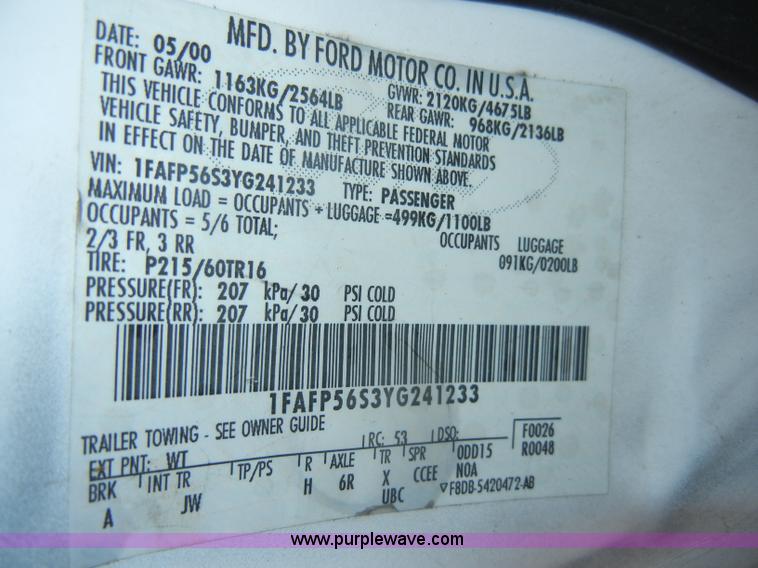 MFD. BY FORD MOTOR CO. IN U.S.A.
DATE: 05/00 GVWR: 2120KG/4675LB
FRONT GAWR: 1163KG/2564LB REAR GAWR: 968KG/2136LB
THIS VEHICLE CONFORMS TO ALL APPLICABLE FEDERAL MOTOR
VEHICLE SAFETY, BUMPER, AND THEFT PREVENTION STANDARDS
IN EFFECT ON THE DATE OF MANUFACTURE SHOWN ABOVE.
VIN: 1FAFP56S3YG241233 TYPE: PASSENGER
MAXIMUM LOAD = OCCUPANTS + LUGGAGE =499KG/1100LB
OCCUPANTS = 5/6 TOTAL; OCCUPANTS LUGGAGE
2/3 FR, 3 RR 091KG/0200LB
TIRE: P215/60TR16
PRESSURE(FR): 207 kPa/ 30 PSI COLD
PRESSURE(RR): 207 kPa/ 30 PSI COLD
1FAFP56S3YG241233
TRAILER TOWING - SEE OWNER GUIDE
EXT PNT: WT RC: 53 DSO: F0026
BRK INT TR TP/PS R AXLE TR SPR ODD15 R0048
A JW H 6R X CCEE NOA
UBC ▽F8DB-5420472-AB
www.purplewave.com